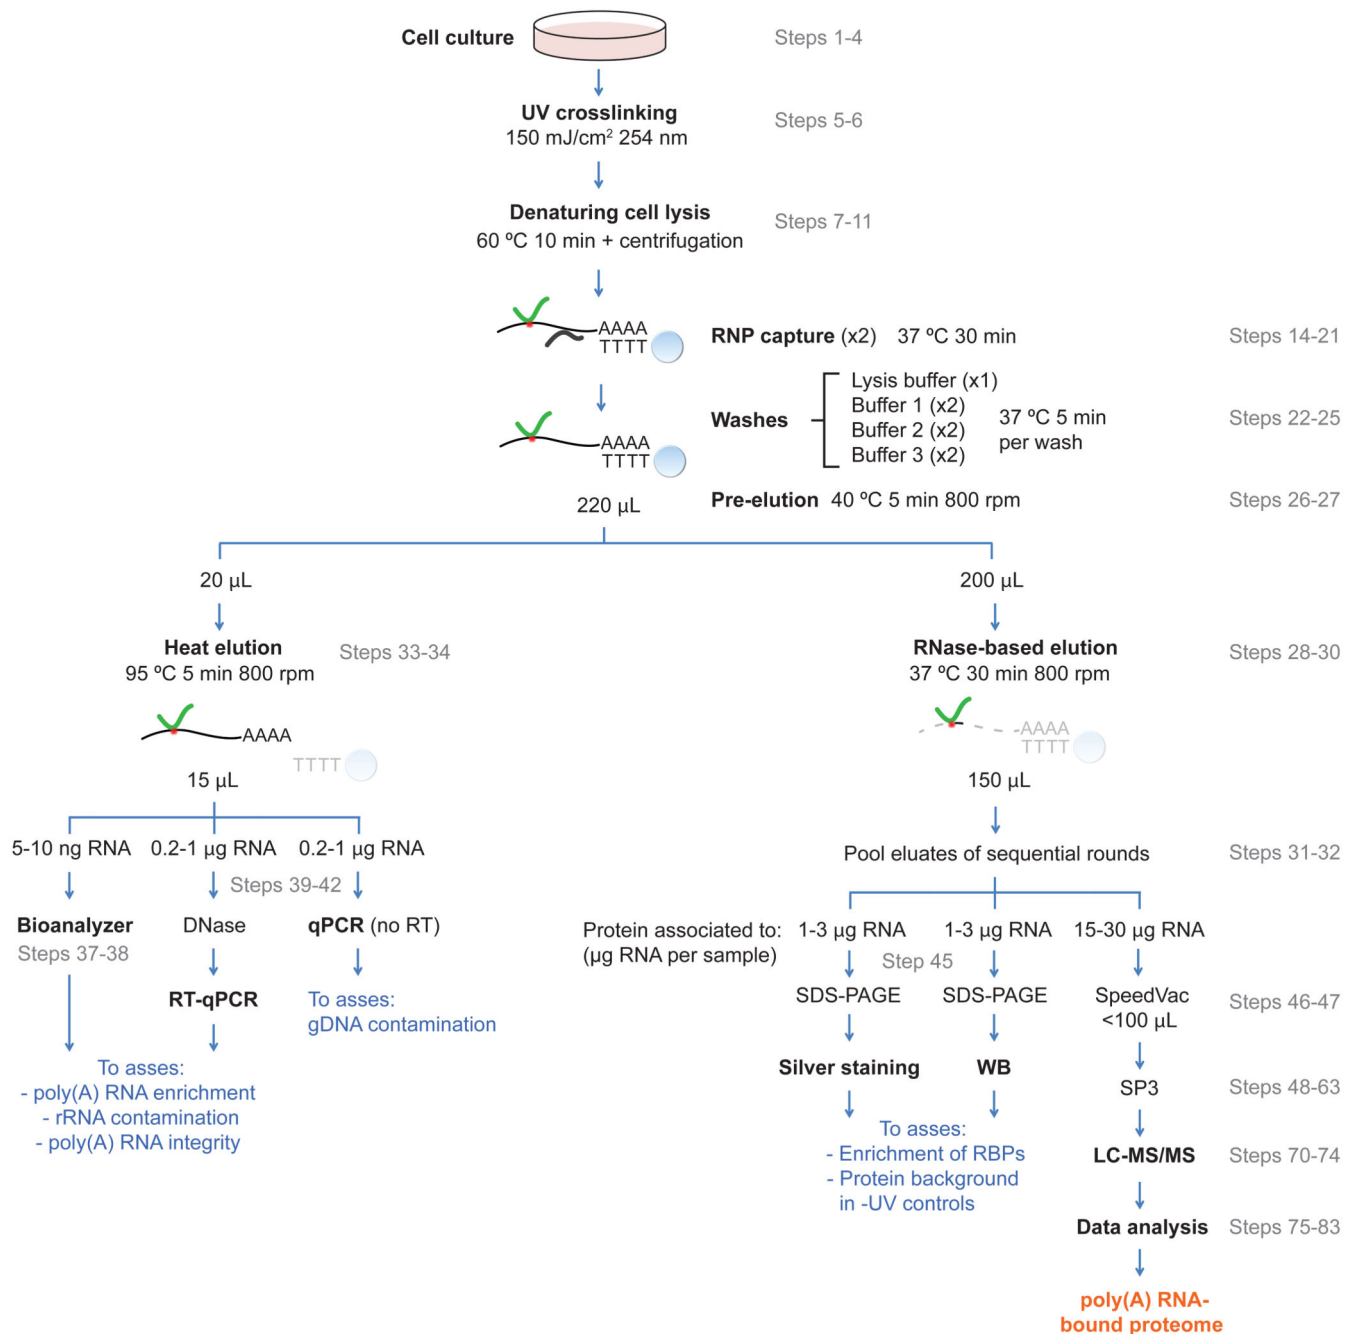 Cell culture
Steps 1-4
UV crosslinking
150 mJ/cm² 254 nm
Steps 5-6
Denaturing cell lysis
60 ºC 10 min + centrifugation
Steps 7-11
AAAA
TTTT
RNP capture (x2) 37 ºC 30 min
Steps 14-21
AAAA
TTTT
Washes
Lysis buffer (x1)
Buffer 1 (x2)
Buffer 2 (x2)
Buffer 3 (x2)
37 ºC 5 min
per wash
Steps 22-25
220 µL
Pre-elution 40 ºC 5 min 800 rpm
Steps 26-27
20 µL
Heat elution
95 ºC 5 min 800 rpm
Steps 33-34
AAAA
TTTT
15 µL
5-10 ng RNA
0.2-1 µg RNA
0.2-1 µg RNA
Steps 39-42
Bioanalyzer
Steps 37-38
DNase
RT-qPCR
qPCR (no RT)
To asses:
gDNA contamination
To asses:
- poly(A) RNA enrichment
- rRNA contamination
- poly(A) RNA integrity
200 µL
RNase-based elution
37 ºC 30 min 800 rpm
Steps 28-30
AAAA
TTTT
150 µL
Pool eluates of sequential rounds
Steps 31-32
Protein associated to:
(µg RNA per sample)
1-3 µg RNA
1-3 µg RNA
15-30 µg RNA
Step 45
SDS-PAGE
SDS-PAGE
SpeedVac
<100 µL
Steps 46-47
Silver staining
WB
SP3
Steps 48-63
To asses:
- Enrichment of RBPs
- Protein background
in -UV controls
LC-MS/MS
Steps 70-74
Data analysis
Steps 75-83
poly(A) RNA-
bound proteome